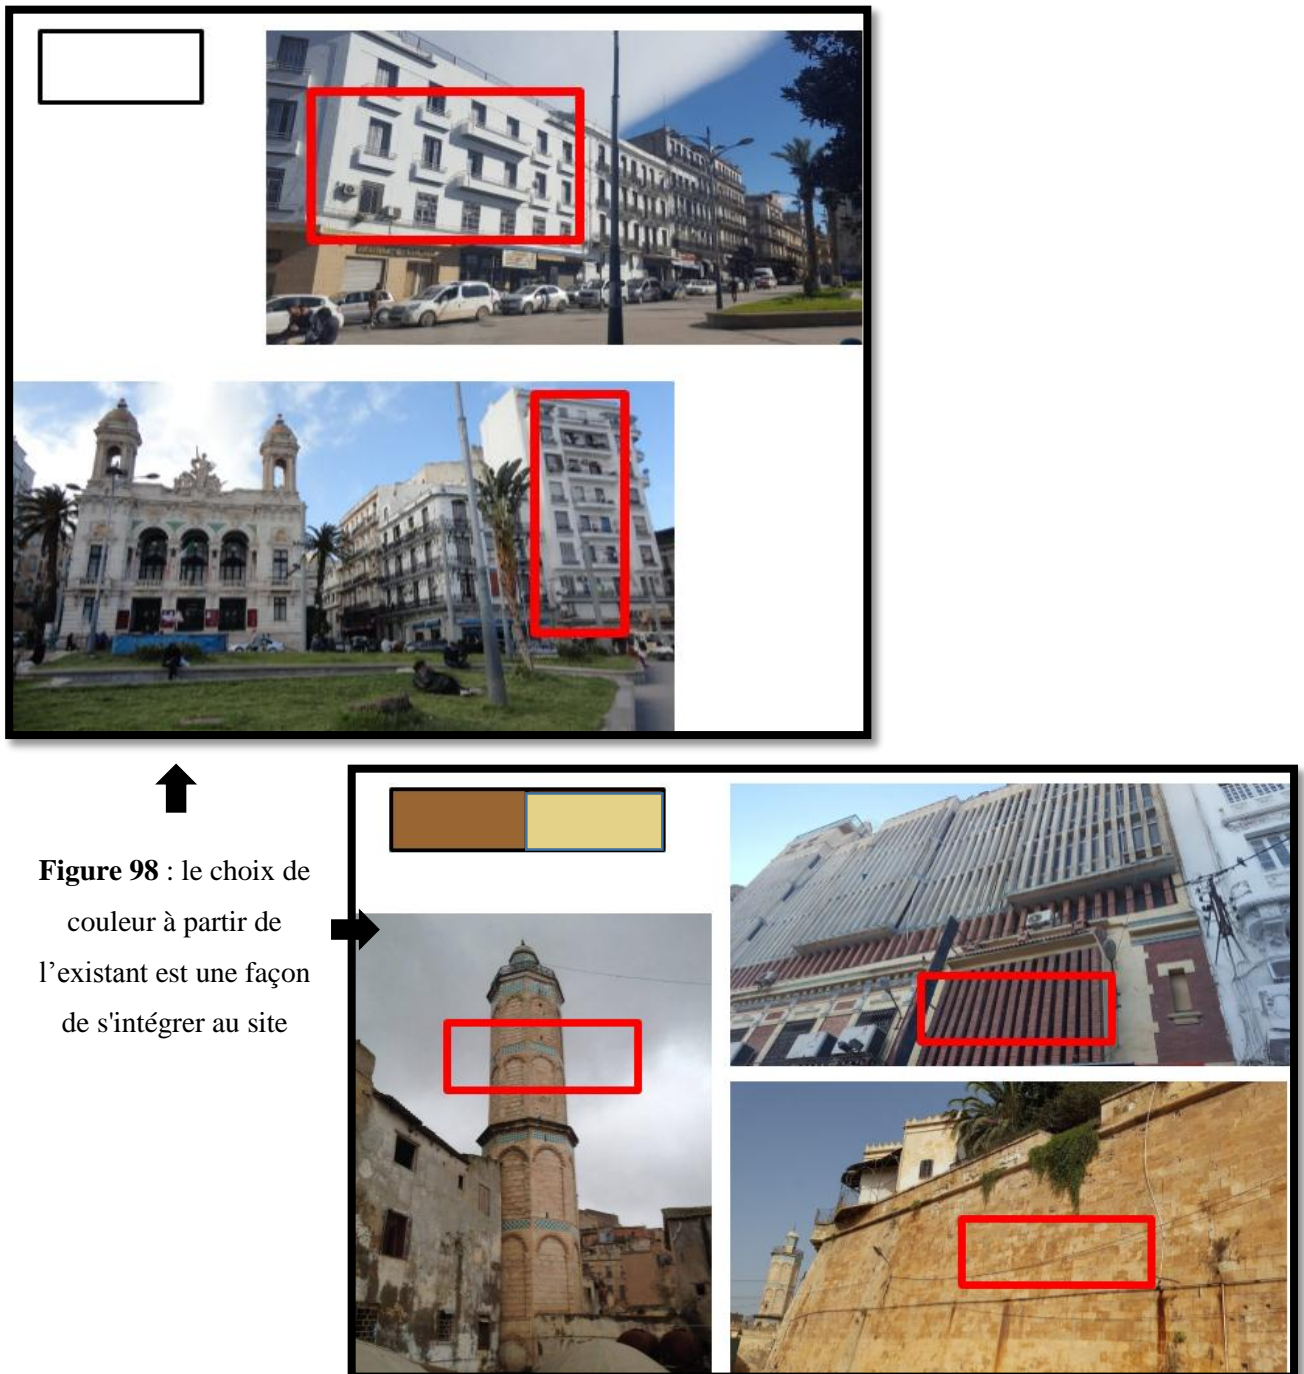 Figure 98 : le choix de
couleur à partir de
l’existant est une façon
de s'intégrer au site